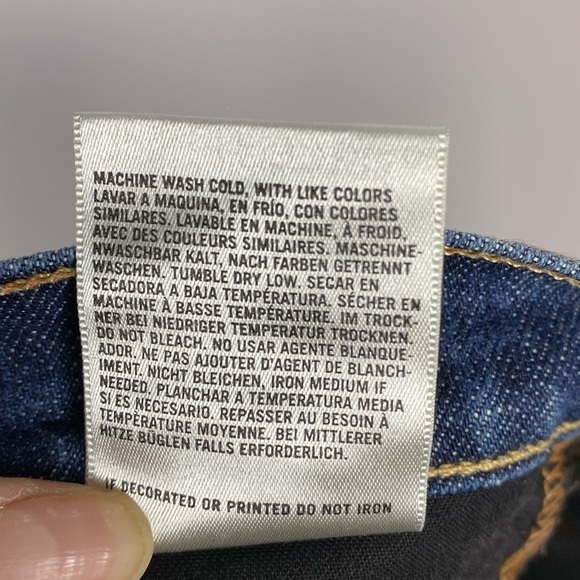 MACHINE WASH COLD, WITH LIKE COLORS
LAVAR A MAQUINA, EN FRÍO, CON COLORES
SIMILARES. LAVABLE EN MACHINE, À FROID,
AVEC DES COULEURS SIMILAIRES. MASCHINE-
NWASCHBAR KALT, NACH FARBEN GETRENNT
WASCHEN. TUMBLE DRY LOW. SECAR EN
SECADORA A BAJA TEMPÉRATURA. SÉCHER EN
MACHINE À BASSE TEMPÉRATURE. IM TROCK-
NER BEI NIEDRIGER TEMPERATUR TROCKNEN.
DO NOT BLEACH. NO USAR AGENTE BLANQUE-
ADOR. NE PAS AJOUTER D'AGENT DE BLANCH-
IMENT. NICHT BLEICHEN, IRON MEDIUM IF
NEEDED. PLANCHAR A TEMPERATURA MEDIA
SI ES NECESARIO. REPASSER AU BESOIN À
TEMPÉRATURE MOYENNE. BEI MITTLERER
HITZE BÜGLEN FALLS ERFORDERLICH.
IF DECORATED OR PRINTED DO NOT IRON